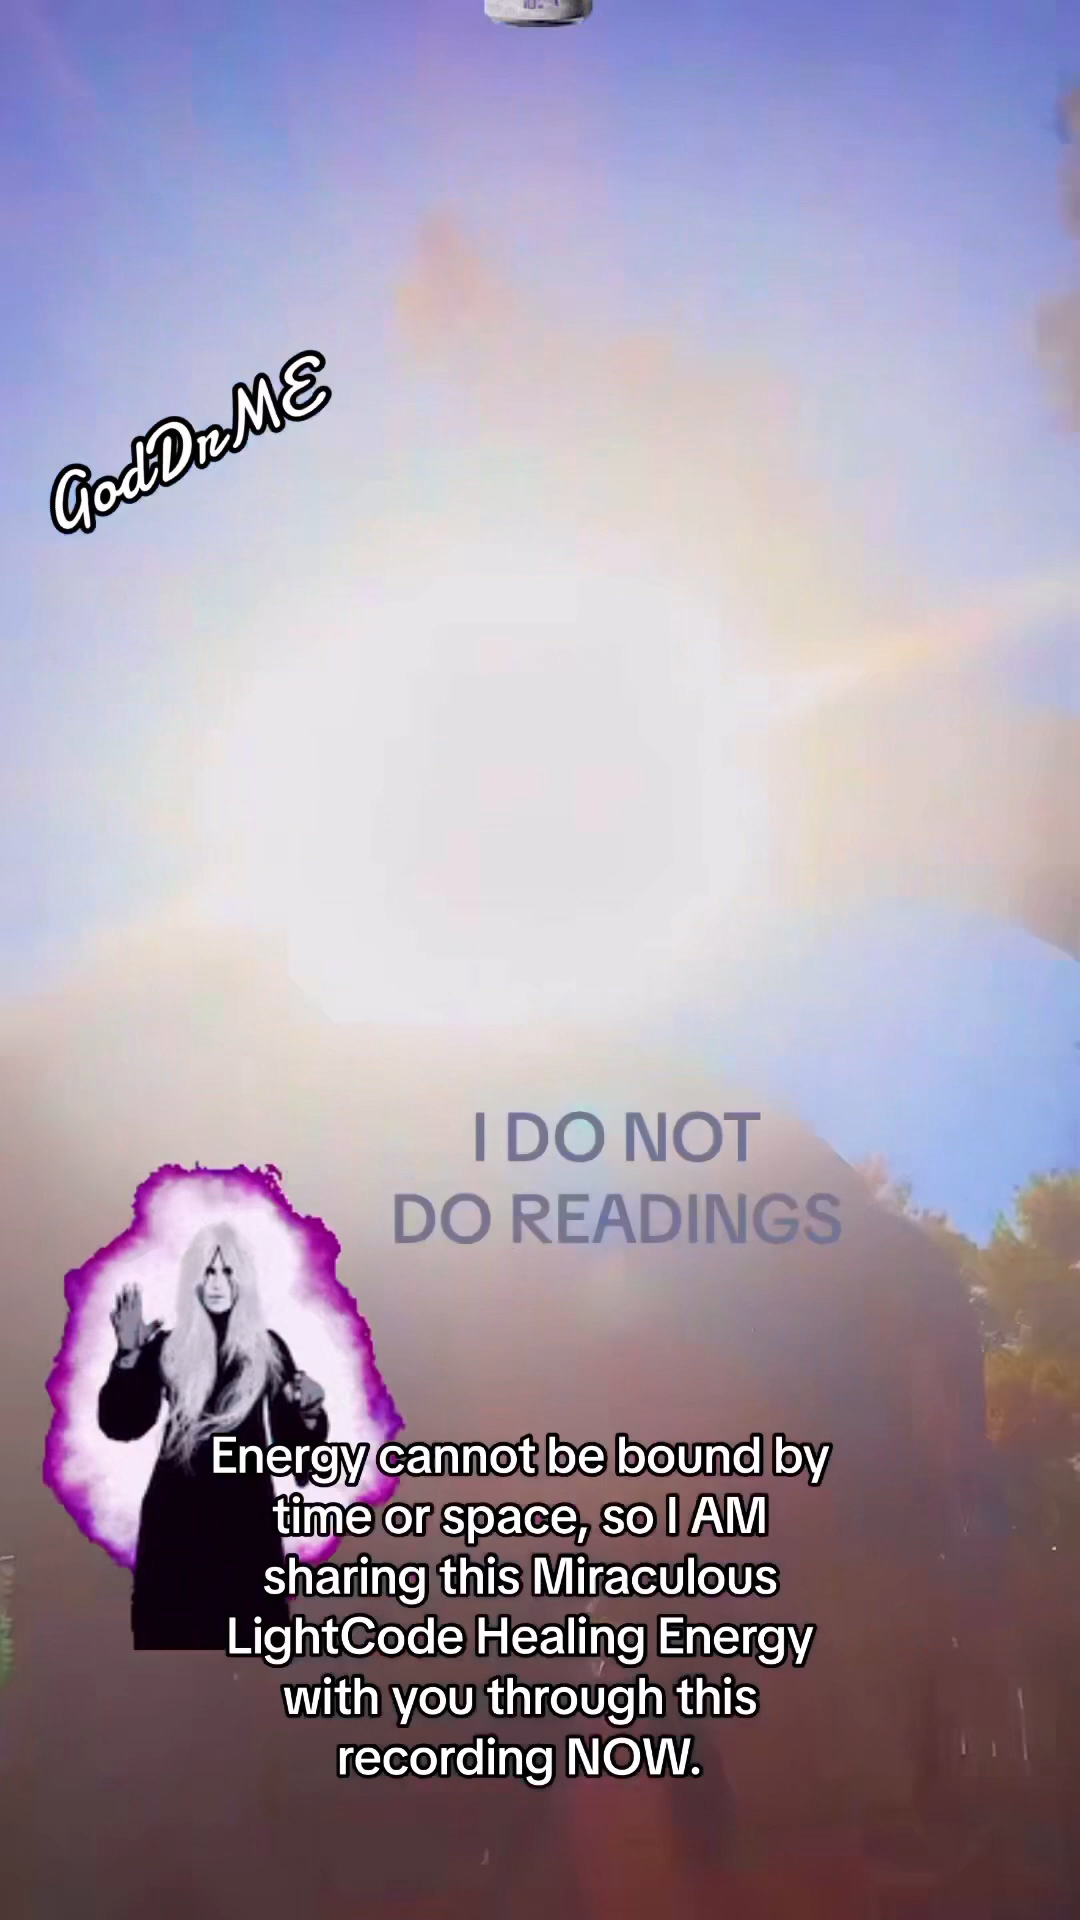 GodDrME
I DO NOT
DO READINGS
Energy cannot be bound by
time or space, so I AM
sharing this Miraculous
LightCode Healing Energy
with you through this
recording NOW.